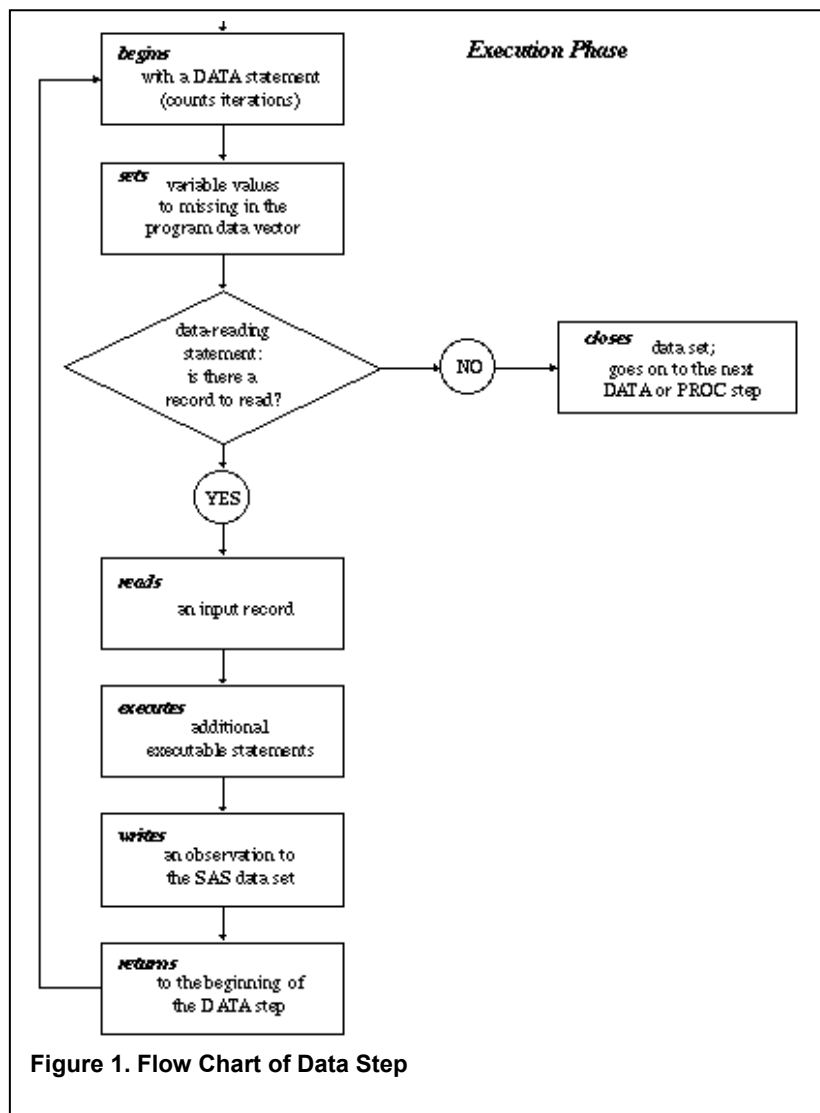 Execution Phase
begins
with a DATA statement
(counts iterations)
sets variable values
to missing in the
program data vector
data-reading
statement:
is there a
record to read?
NO
closes data set;
goes on to the next
DATA or PROC step
YES
reads
an input record
executes
additional
executable statements
writes
an observation to
the SAS data set
returns
to the beginning of
the DATA step
Figure 1. Flow Chart of Data Step